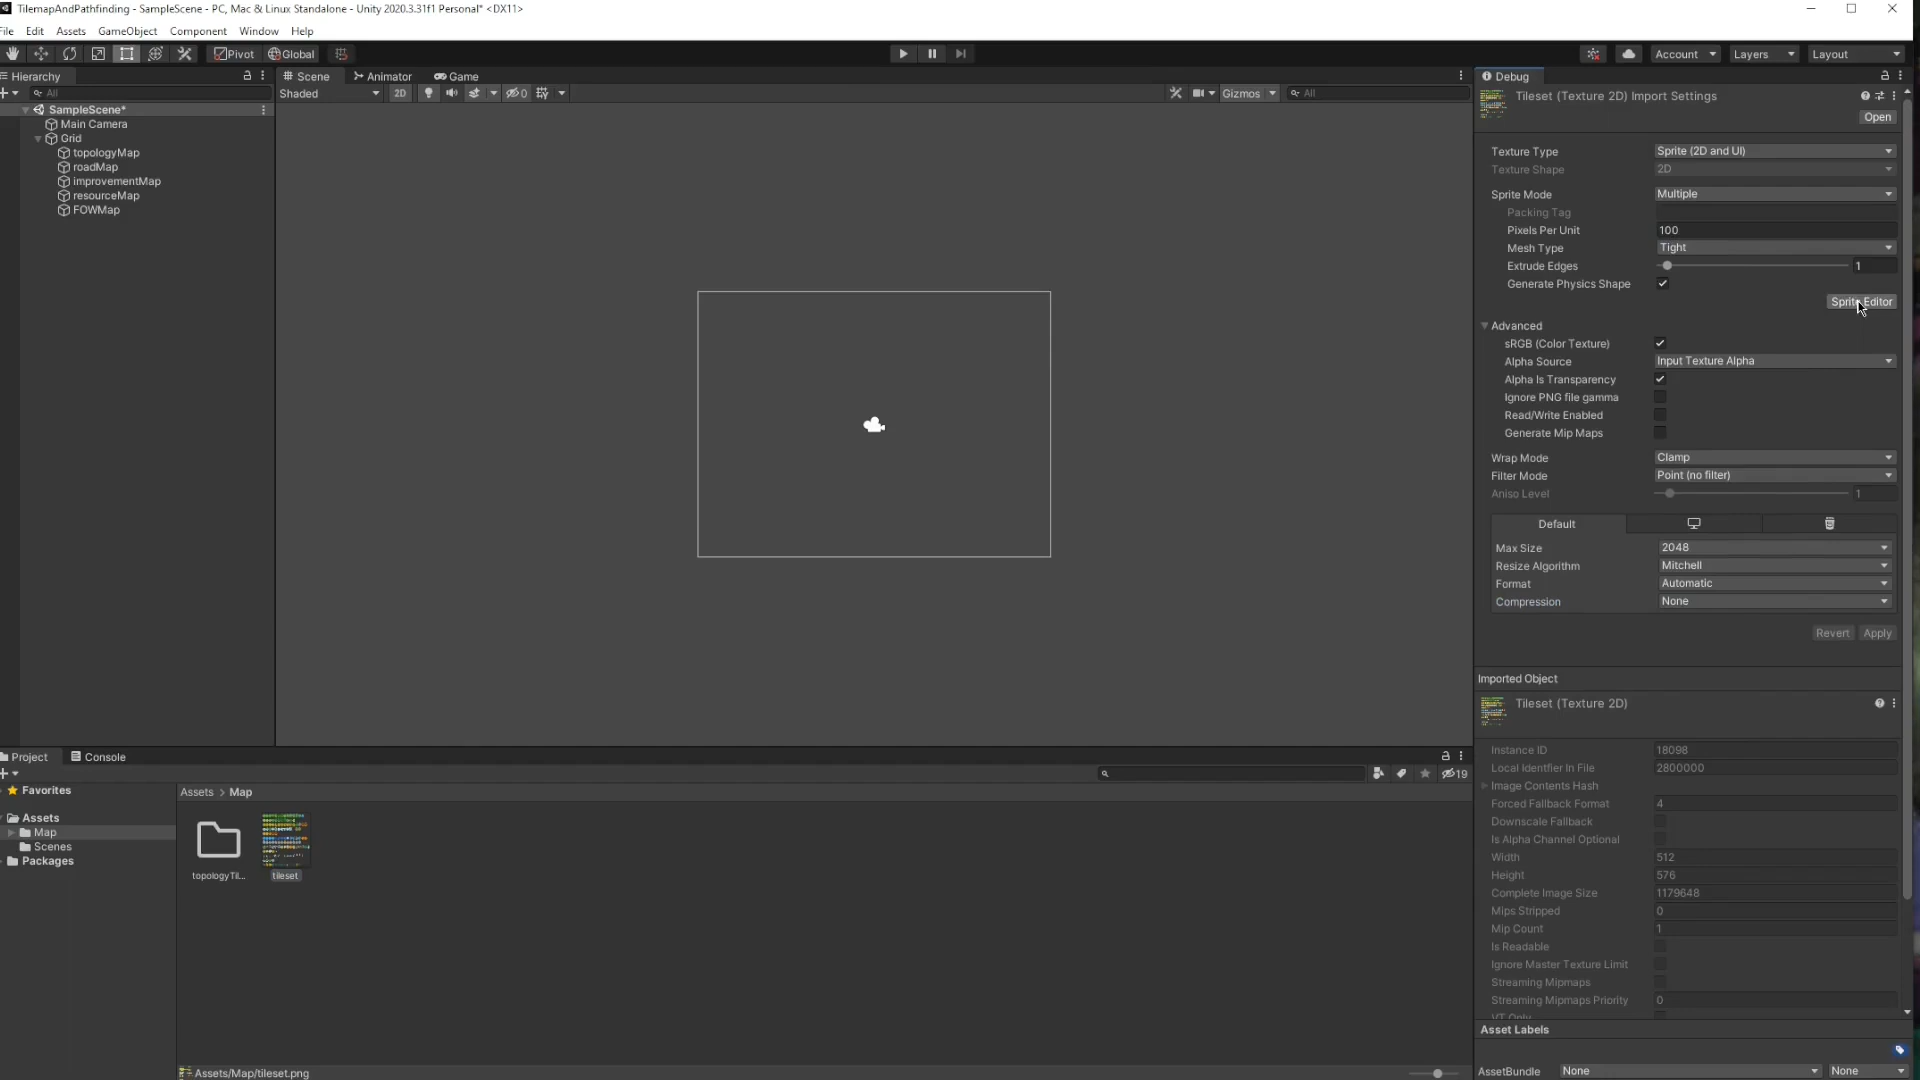 TilemapAndPathfinding - SampleScene - PC, Mac & Linux Standalone - Unity 2020.3.31f1 Personal* <DX11>
File Edit Assets GameObject Component Window Help
Pivot Global Account Layers Layout
Hierarchy
All
SampleScene*
Main Camera
Grid
topologyMap
roadMap
improvementMap
resourceMap
FOWMap
Scene Animator Game
Shaded 2D 0 Gizmos All
Debug
Tileset (Texture 2D) Import Settings
Open
Texture Type Sprite (2D and UI)
Texture Shape 2D
Sprite Mode Multiple
Packing Tag
Pixels Per Unit 100
Mesh Type Tight
Extrude Edges 1
Generate Physics Shape
Sprite Editor
Advanced
sRGB (Color Texture)
Alpha Source Input Texture Alpha
Alpha Is Transparency
Ignore PNG file gamma
Read/Write Enabled
Generate Mip Maps
Wrap Mode Clamp
Filter Mode Point (no filter)
Aniso Level 1
Default
Max Size 2048
Resize Algorithm Mitchell
Format Automatic
Compression None
Revert Apply
Imported Object
Tileset (Texture 2D)
Instance ID 18098
Local Identfier In File 2800000
Image Contents Hash
Forced Fallback Format 4
Downscale Fallback
Is Alpha Channel Optional
Width 512
Height 576
Complete Image Size 1179648
Mips Stripped 0
Mip Count 1
Is Readable
Ignore Master Texture Limit
Streaming Mipmaps
Streaming Mipmaps Priority 0
VT Only
Asset Labels
AssetBundle None None
Project Console
19
Favorites
Assets
Map
Scenes
Packages
Assets > Map
topologyTil... tileset
Assets/Map/tileset.png